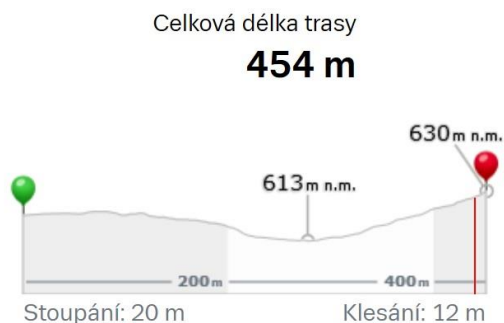 Celková délka trasy
454 m
630 m n.m.
613 m n.m.
200 m
400 m
Stoupání: 20 m
Klesání: 12 m